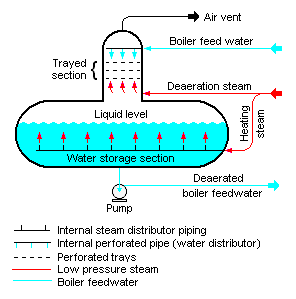 Air vent
Boiler feed water
Trayed
section
Deaeration steam
Liquid level
Heating
steam
Water storage section
Deaerated
boiler feedwater
Pump
Internal steam distributor piping
Internal perforated pipe (water distributor)
Perforated trays
Low pressure steam
Boiler feedwater